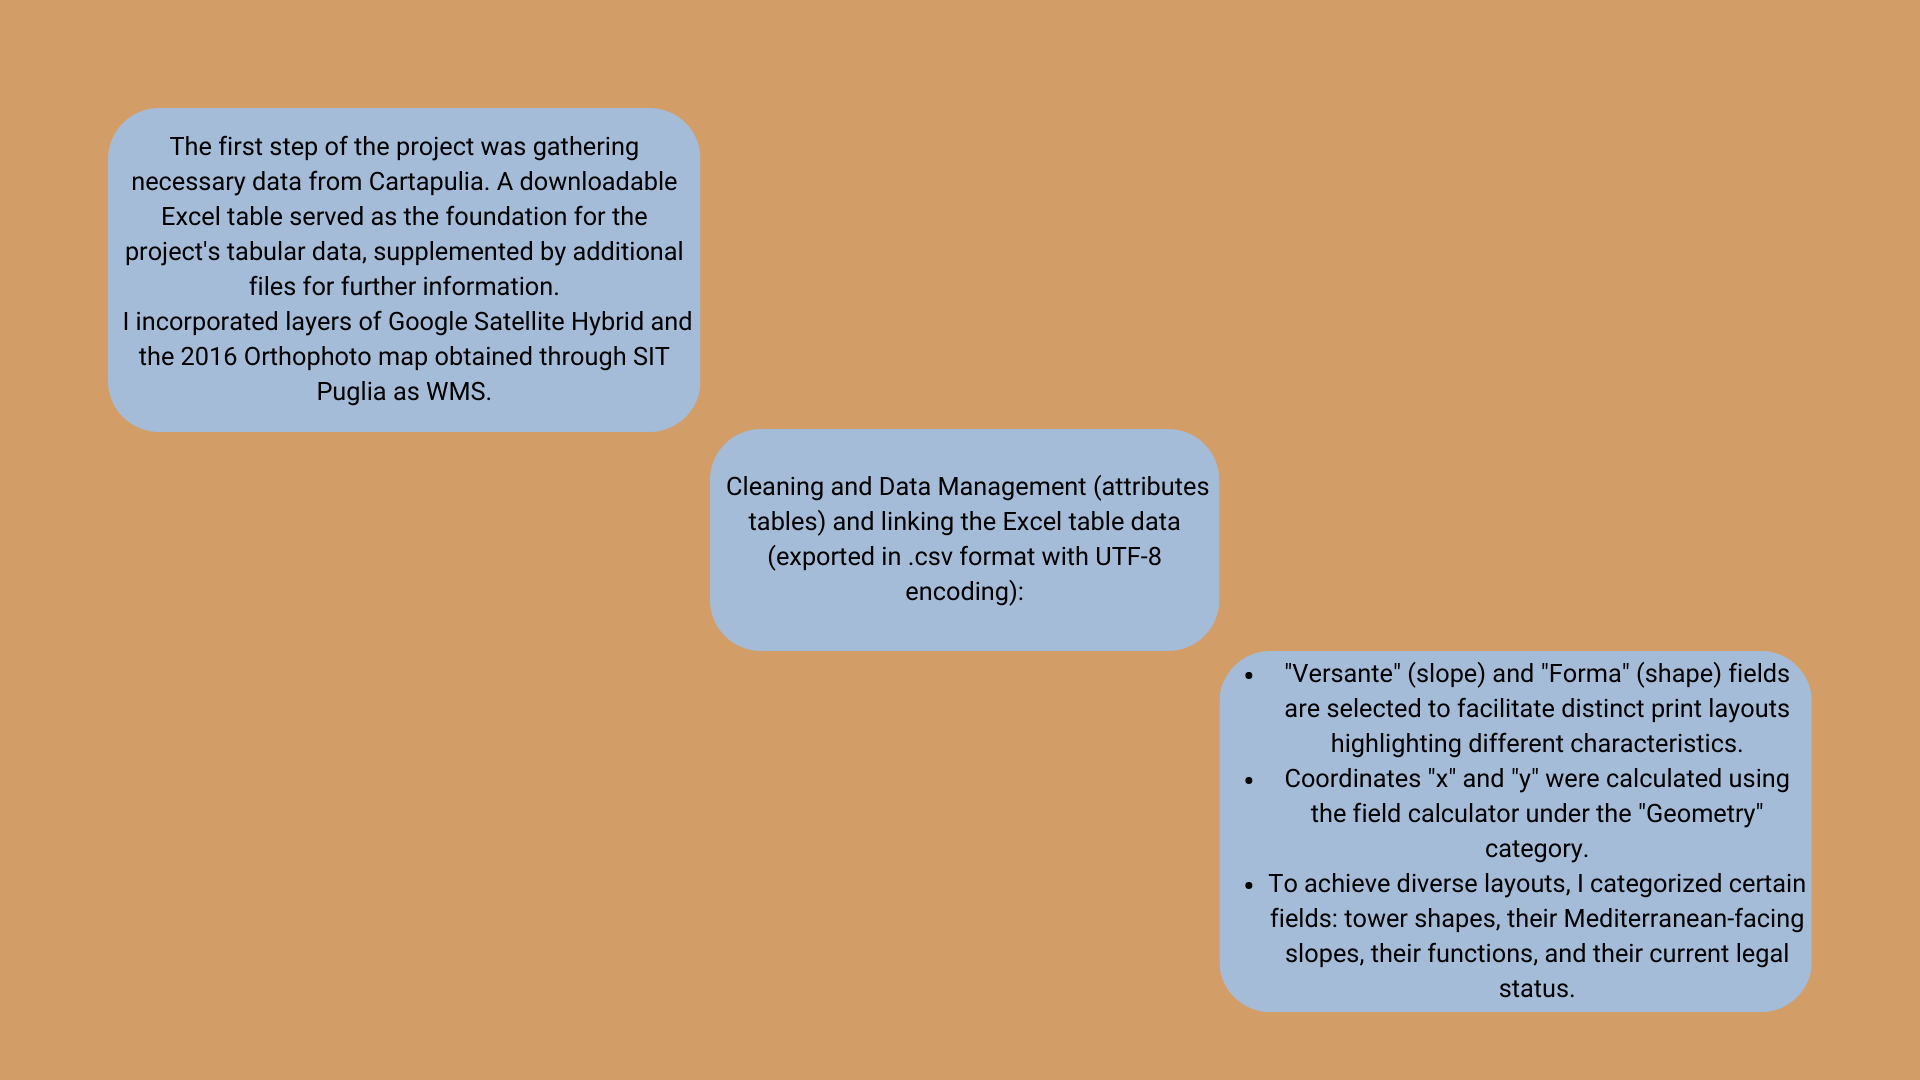 The first step of the project was gathering
necessary data from Cartapulia. A downloadable
Excel table served as the foundation for the
project's tabular data, supplemented by additional
files for further information.
I incorporated layers of Google Satellite Hybrid and
the 2016 Orthophoto map obtained through SIT
Puglia as WMS.
Cleaning and Data Management (attributes
tables) and linking the Excel table data
(exported in .csv format with UTF-8
encoding):
• "Versante" (slope) and "Forma" (shape) fields
are selected to facilitate distinct print layouts
highlighting different characteristics.
• Coordinates "x" and "y" were calculated using
the field calculator under the "Geometry"
category.
• To achieve diverse layouts, I categorized certain
fields: tower shapes, their Mediterranean-facing
slopes, their functions, and their current legal
status.